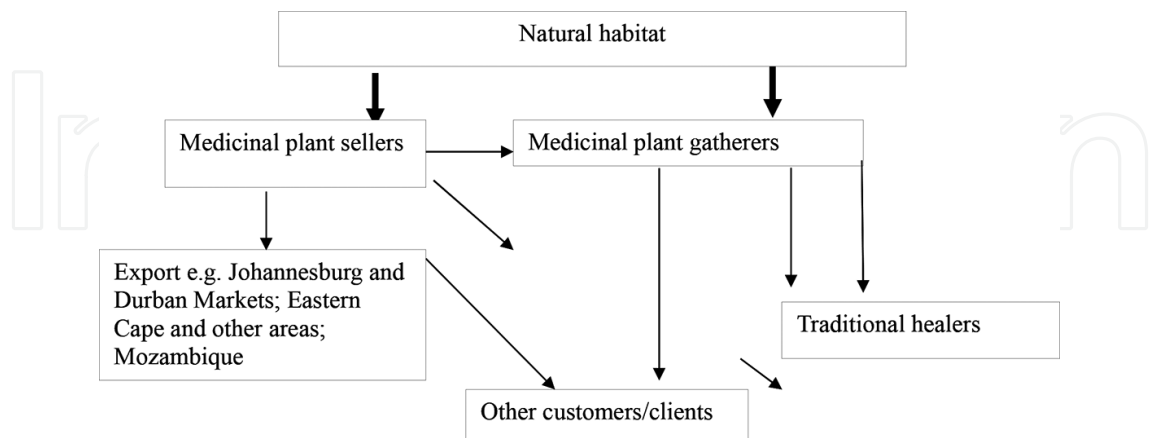 Natural habitat
Medicinal plant sellers
Medicinal plant gatherers
Export e.g. Johannesburg and
Durban Markets; Eastern
Cape and other areas;
Mozambique
Traditional healers
Other customers/clients